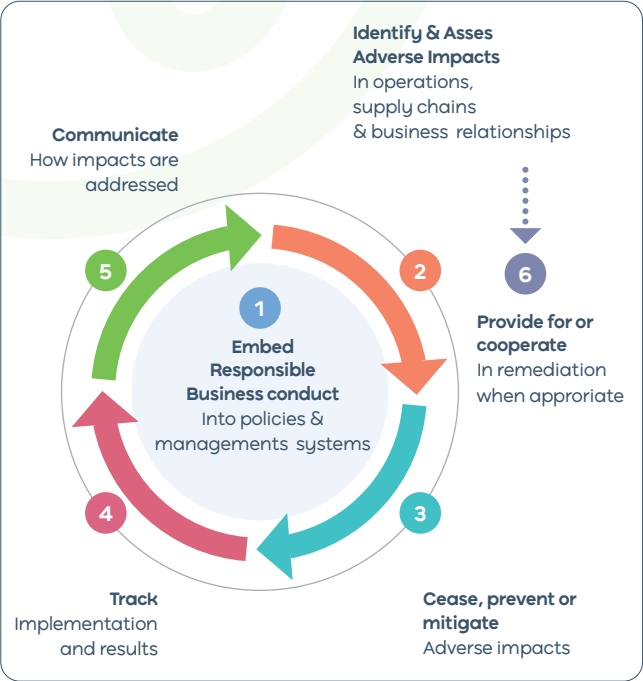 Identify & Asses
Adverse Impacts
In operations,
supply chains
& business relationships
Communicate
How impacts are
addressed
5
2
6
1
Embed
Responsible
Business conduct
Into policies &
managements systems
Provide for or
cooperate
In remediation
when approriate
4
3
Track
Implementation
and results
Cease, prevent or
mitigate
Adverse impacts